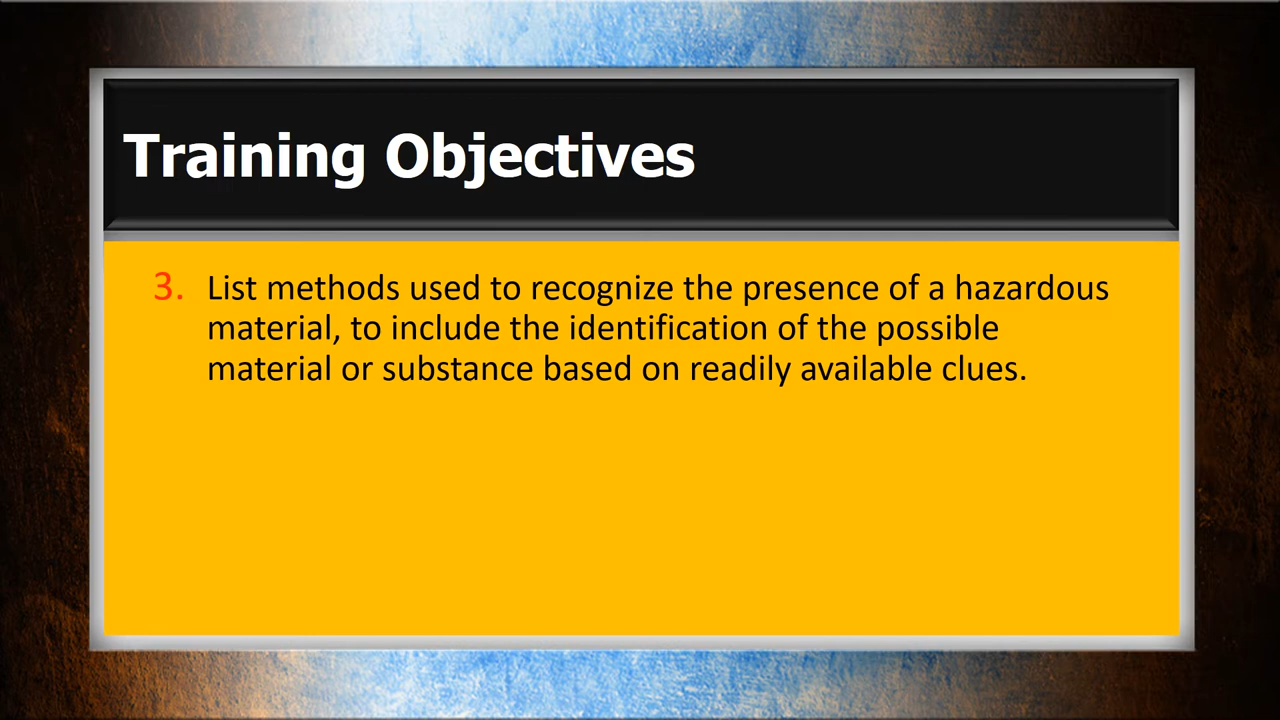 Training Objectives
3. List methods used to recognize the presence of a hazardous
material, to include the identification of the possible
material or substance based on readily available clues.